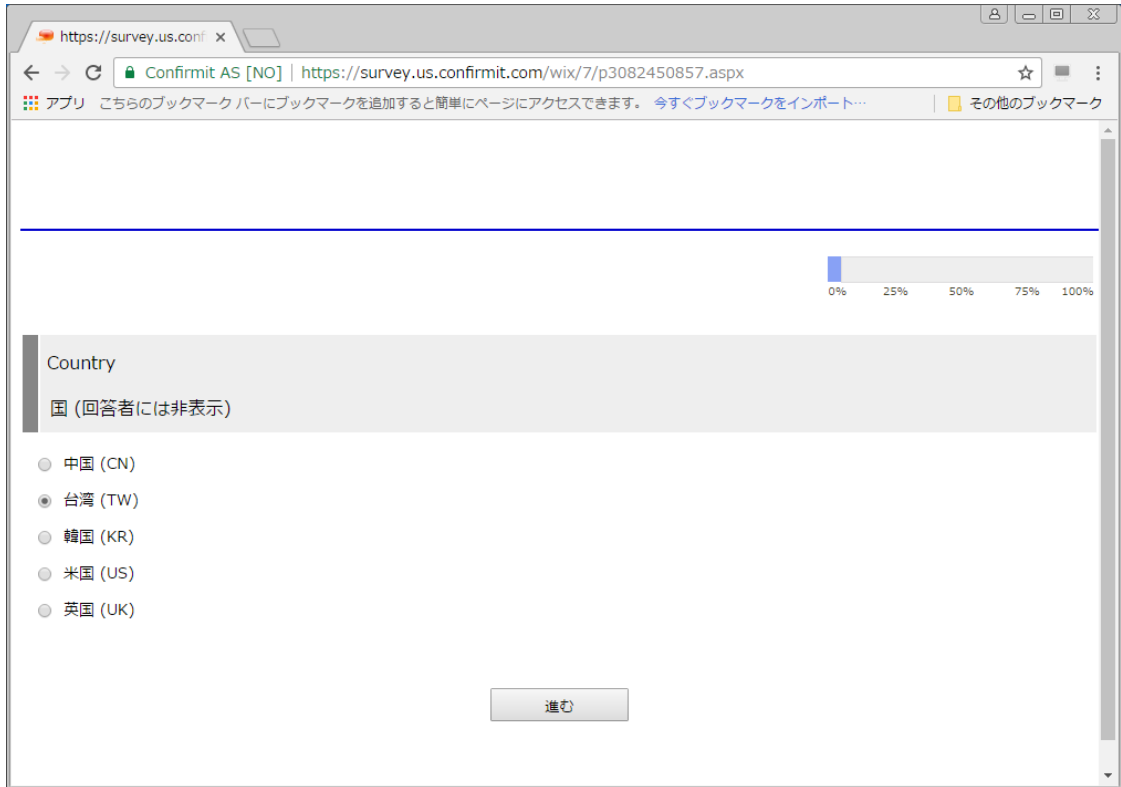 https://survey.us.conf
Confirmit AS [NO] | https://survey.us.confirmit.com/wix/7/p3082450857.aspx
アプリ こちらのブックマーク バーにブックマークを追加すると簡単にページにアクセスできます。 今すぐブックマークをインポート… その他のブックマーク
0% 25% 50% 75% 100%
Country
国 (回答者には非表示)
中国 (CN)
台湾 (TW)
韓国 (KR)
米国 (US)
英国 (UK)
進む